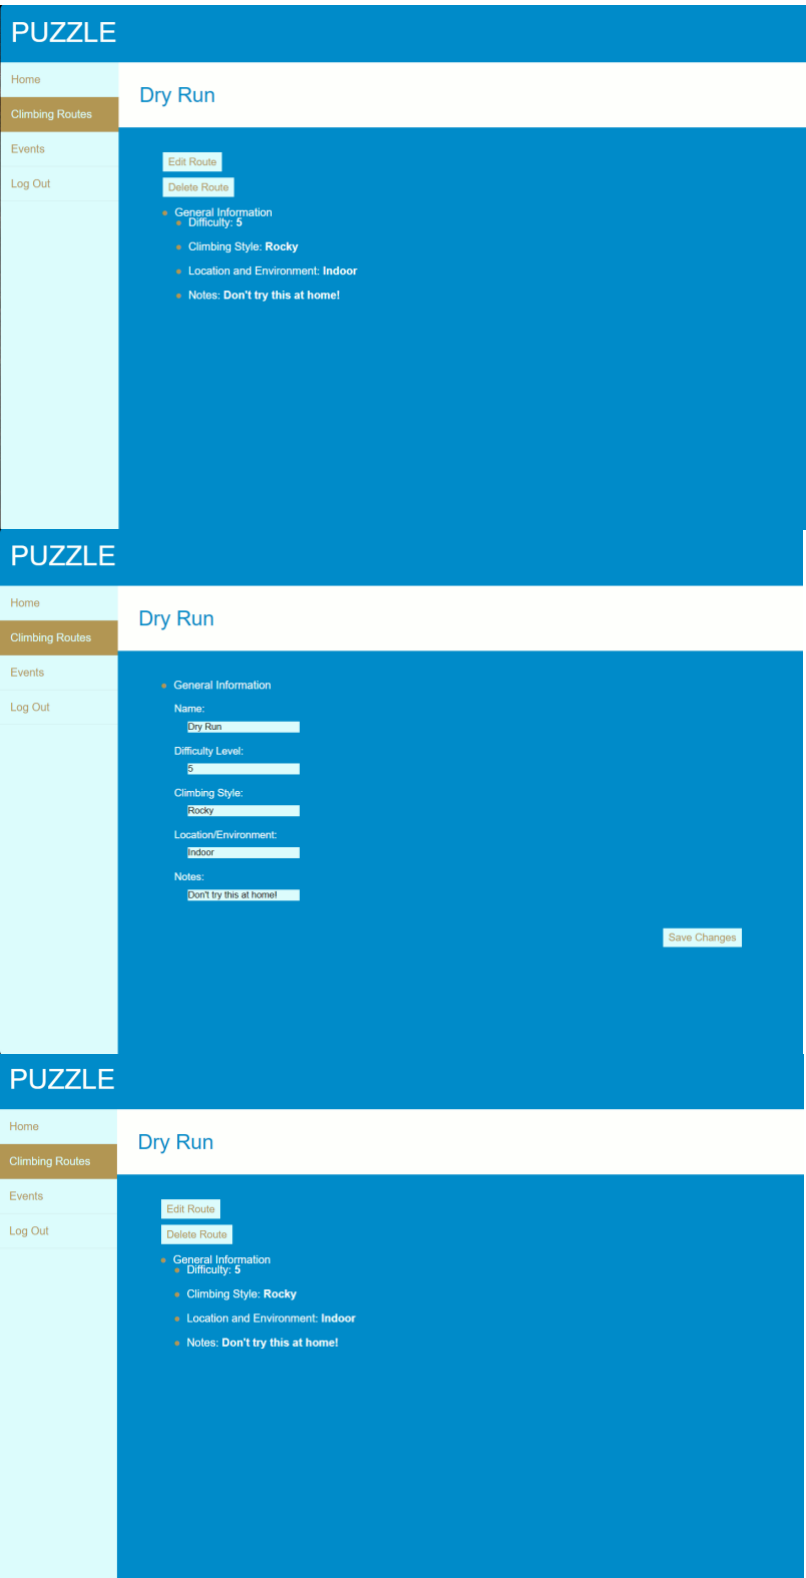 PUZZLE
Home
Climbing Routes
Events
Log Out
Dry Run
Edit Route
Delete Route
General Information
Difficulty: 5
Climbing Style: Rocky
Location and Environment: Indoor
Notes: Don't try this at home!
PUZZLE
Home
Climbing Routes
Events
Log Out
Dry Run
General Information
Name:
Dry Run
Difficulty Level:
5
Climbing Style:
Rocky
Location/Environment:
Indoor
Notes:
Don't try this at home!
Save Changes
PUZZLE
Home
Climbing Routes
Events
Log Out
Dry Run
Edit Route
Delete Route
General Information
Difficulty: 5
Climbing Style: Rocky
Location and Environment: Indoor
Notes: Don't try this at home!